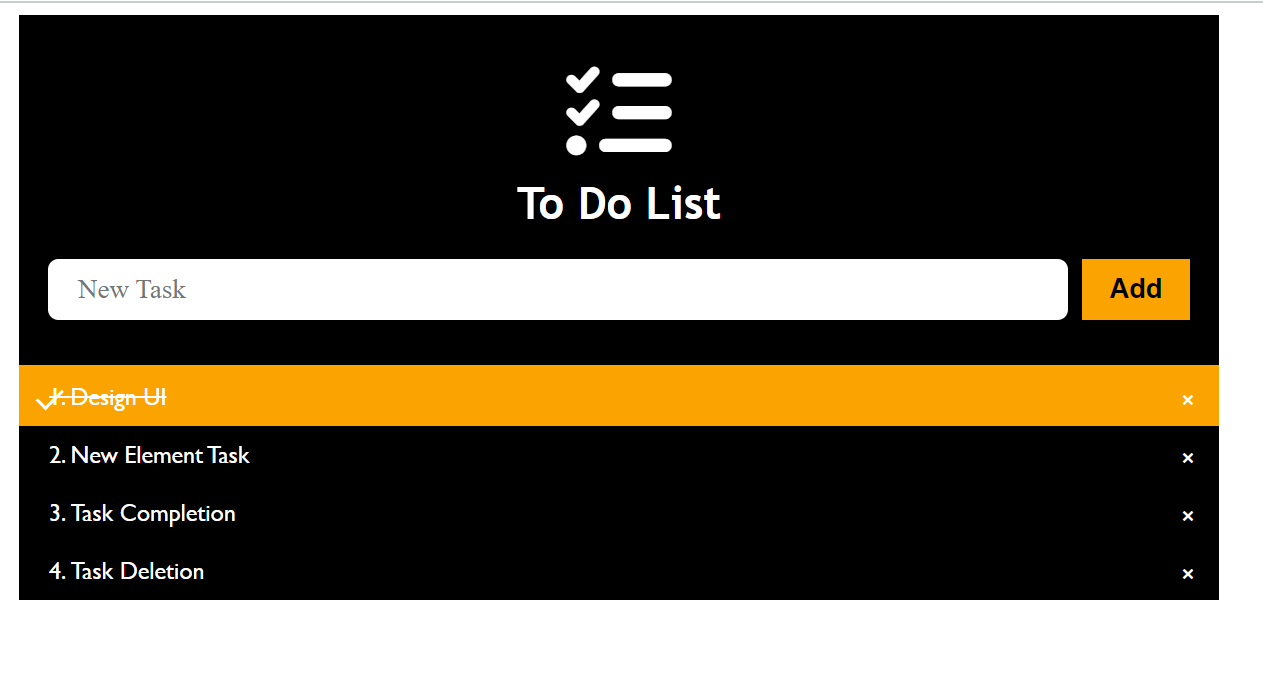 To Do List
New Task
Add
1. Design UI ×
2. New Element Task ×
3. Task Completion ×
4. Task Deletion ×